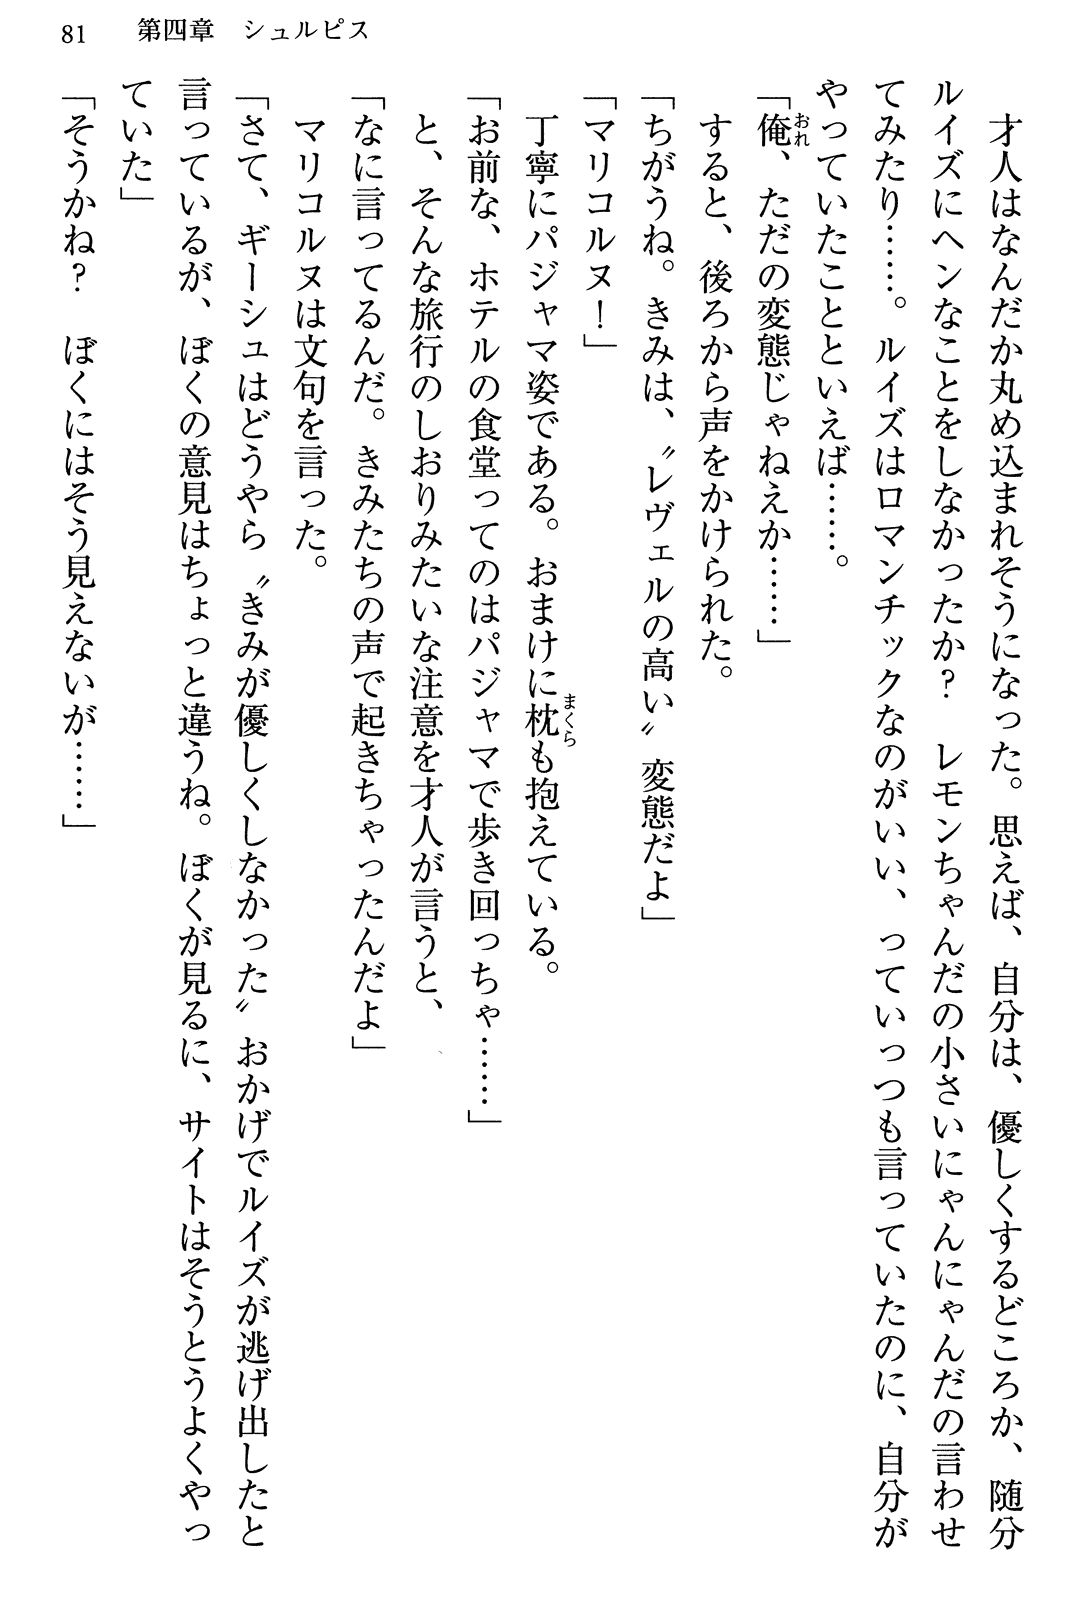 81　第四章　シュルピス
　才人はなんだか丸め込まれそうになった。思えば、自分は、優しくするどころか、随分
ルイズにヘンなことをしなかったか？　レモンちゃんだの小さいにゃんにゃんだの言わせ
てみたり……。ルイズはロマンチックなのがいい、っていっつも言っていたのに、自分が
やっていたことといえば……。
「俺、ただの変態じゃねえか……」
　すると、後ろから声をかけられた。
「ちがうね。きみは、〝レヴェルの高い〟変態だよ」
「マリコルヌ！」
　丁寧にパジャマ姿である。おまけに枕も抱えている。
「お前な、ホテルの食堂ってのはパジャマで歩き回っちゃ……」
　と、そんな旅行のしおりみたいな注意を才人が言うと、
「なに言ってるんだ。きみたちの声で起きちゃったんだよ」
　マリコルヌは文句を言った。
「さて、ギーシュはどうやら〝きみが優しくしなかった〟おかげでルイズが逃げ出したと
言っているが、ぼくの意見はちょっと違うね。ぼくが見るに、サイトはそうとうよくやっ
ていた」
「そうかね？　ぼくにはそう見えないが……」